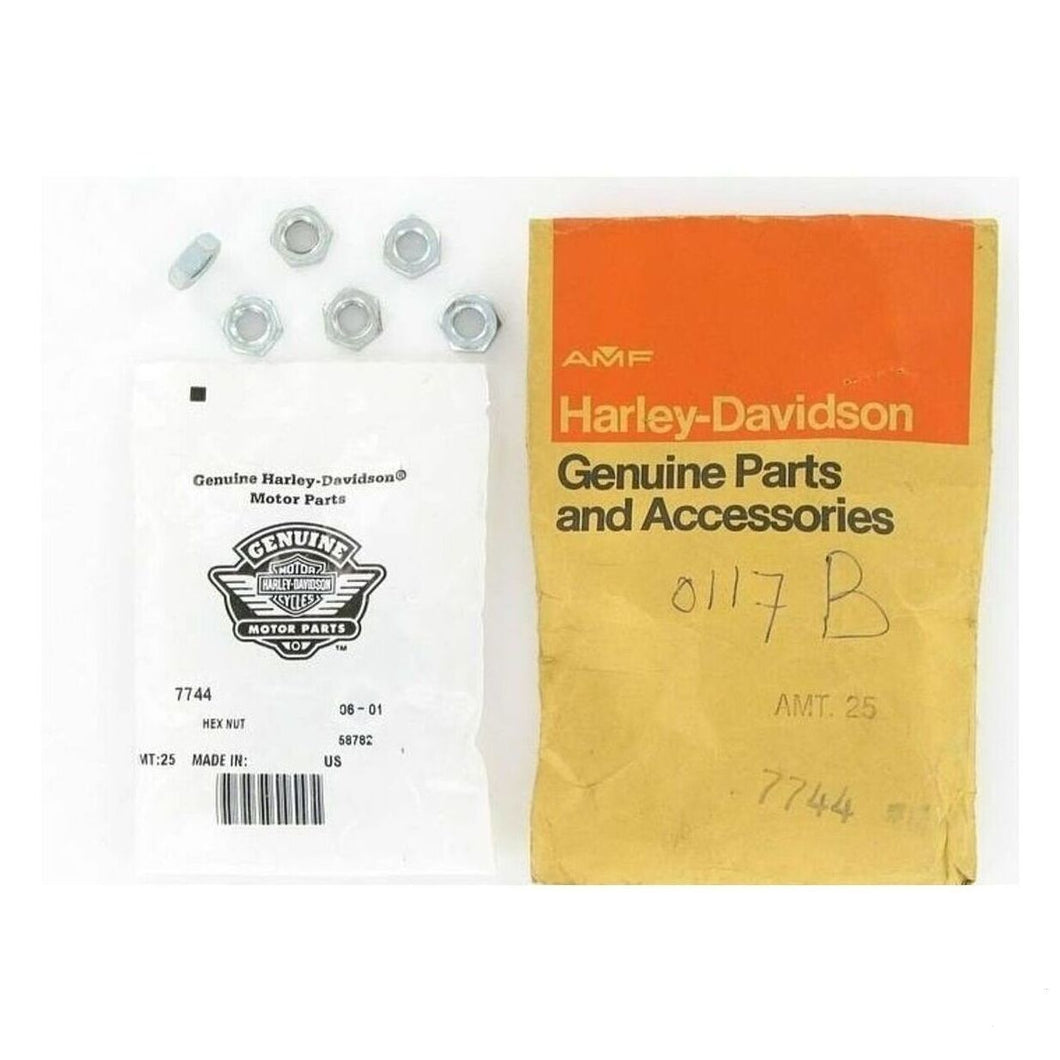 Genuine Harley-Davidson®
Motor Parts
GENUINE
MOTOR
HARLEY-DAVIDSON
CYCLES
MOTOR PARTS
™
7744
HEX NUT
06-01
58782
MT:25 MADE IN: US
AMF
Harley-Davidson
Genuine Parts
and Accessories
0117 B
AMT. 25
7744